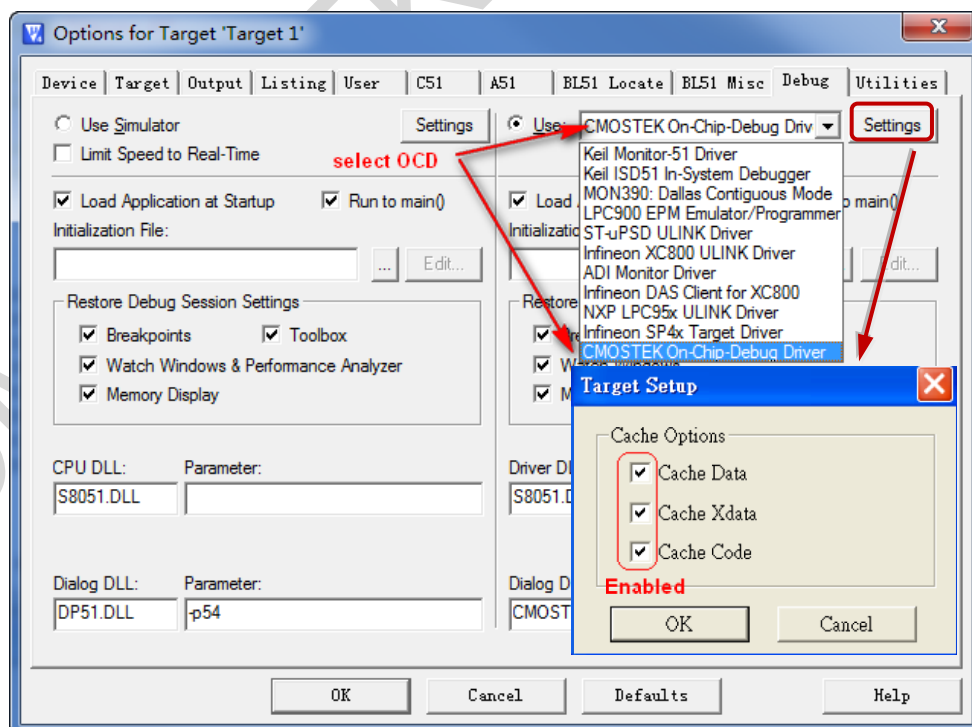 Options for Target 'Target 1'
Device Target Output Listing User C51 A51 BL51 Locate BL51 Misc Debug Utilities
Use Simulator Settings Use: CMOSTEK On-Chip-Debug Driv Settings
Limit Speed to Real-Time
select OCD
Keil Monitor-51 Driver
Keil ISD51 In-System Debugger
MON390: Dallas Contiguous Mode
LPC900 EPM Emulator/Programmer
ST-uPSD ULINK Driver
Infineon XC800 ULINK Driver
ADI Monitor Driver
Infineon DAS Client for XC800
NXP LPC95x ULINK Driver
Infineon SP4x Target Driver
CMOSTEK On-Chip-Debug Driver
Load Application at Startup Run to main() Load main()
Initialization File: Initializatio
... Edit... dit...
Restore Debug Session Settings Restore
Breakpoints Toolbox
Watch Windows & Performance Analyzer
Memory Display
Target Setup
Cache Options
Cache Data
Cache Xdata
Cache Code
Enabled
OK Cancel
CPU DLL: Parameter: Driver D
S8051.DLL S8051.D
Dialog DLL: Parameter: Dialog D
DP51.DLL -p54 CMOST
OK Cancel Defaults Help